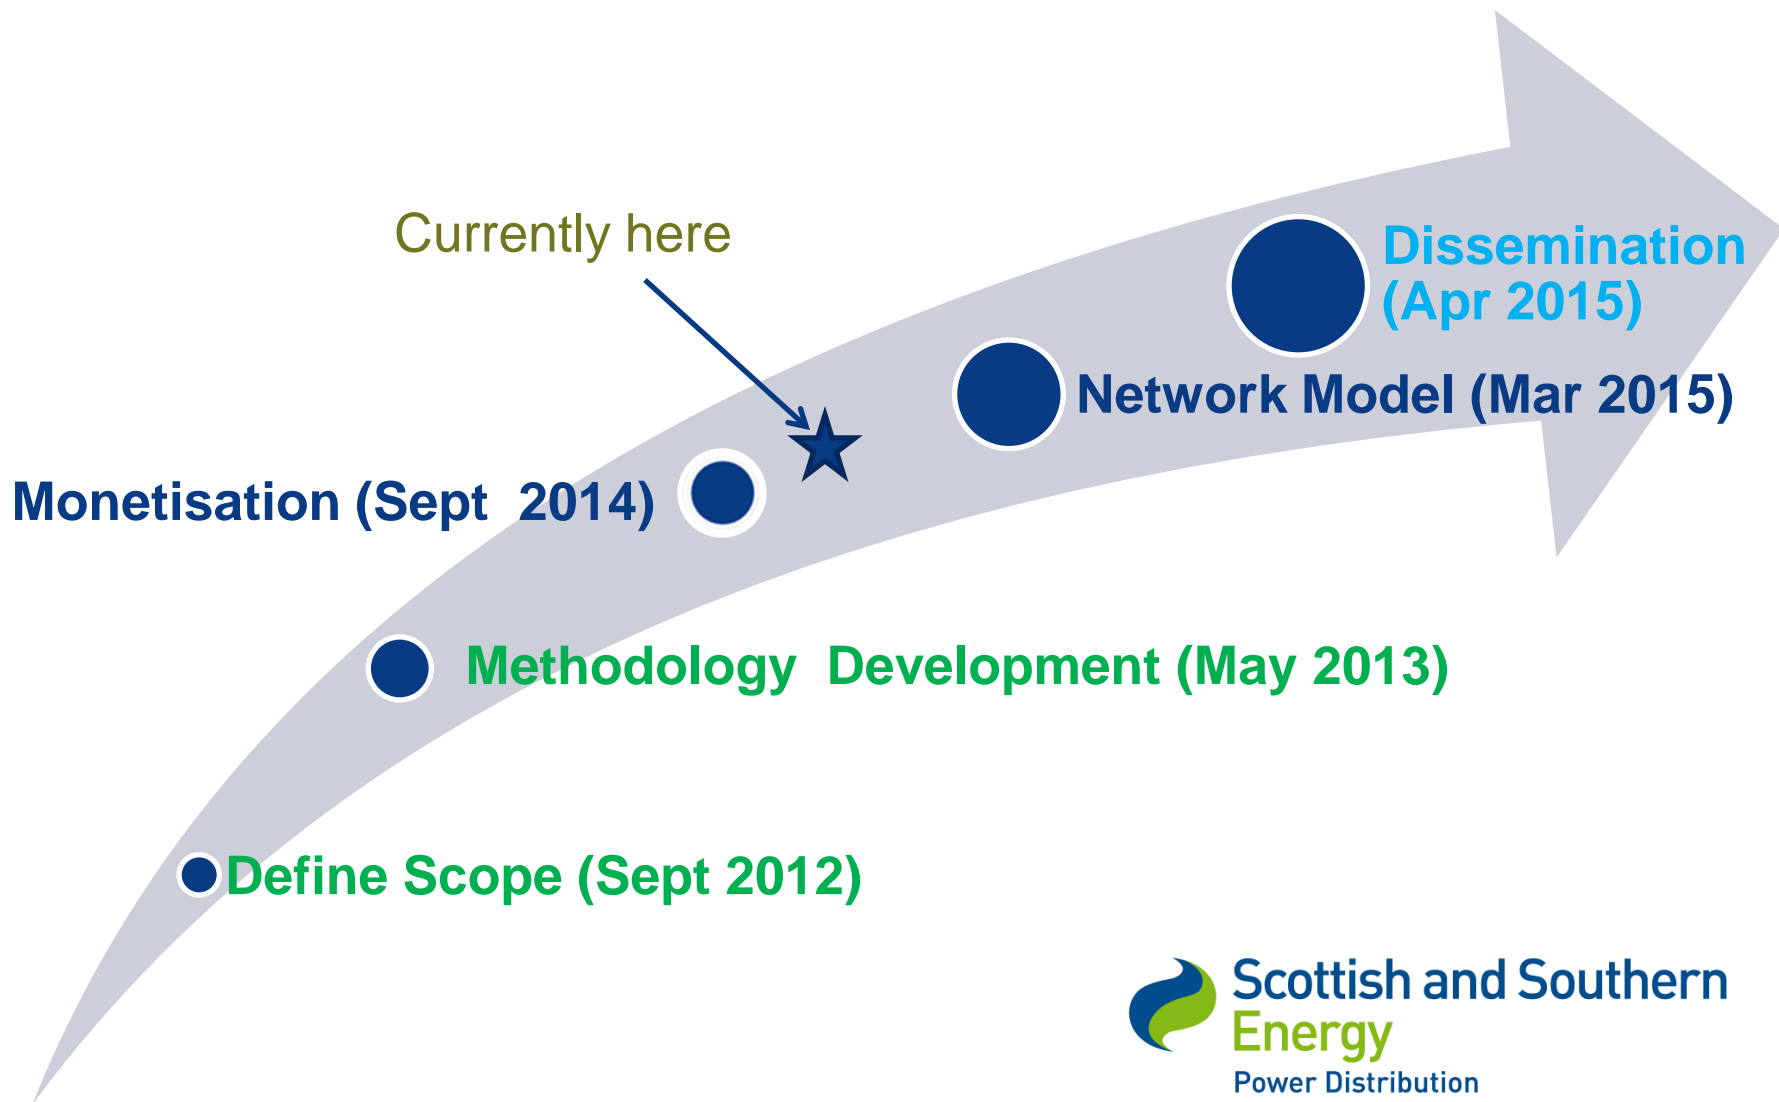 Currently here
Dissemination
(Apr 2015)
Network Model (Mar 2015)
Monetisation (Sept  2014)
Methodology  Development (May 2013)
Define Scope (Sept 2012)
Scottish and Southern
Energy
Power Distribution